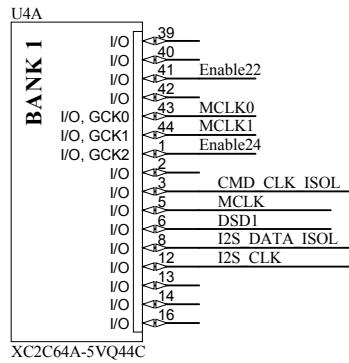 U4A
BANK 1
I/O 39
I/O 40
I/O 41 Enable22
I/O 42
I/O, GCK0 43 MCLK0
I/O, GCK1 44 MCLK1
I/O, GCK2 1 Enable24
I/O 2
I/O 3 CMD_CLK_ISOL
I/O 5 MCLK
I/O 6 DSD1
I/O 8 I2S_DATA_ISOL
I/O 12 I2S_CLK
I/O 13
I/O 14
I/O 16
XC2C64A-5VQ44C